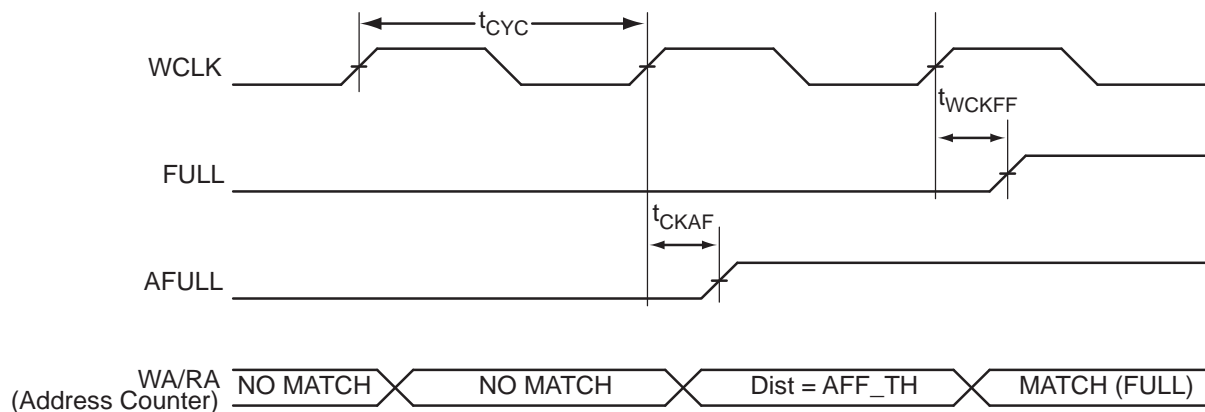 tCYC
WCLK
tWCKFF
FULL
tCKAF
AFULL
WA/RA
(Address Counter)
NO MATCH
NO MATCH
Dist = AFF_TH
MATCH (FULL)